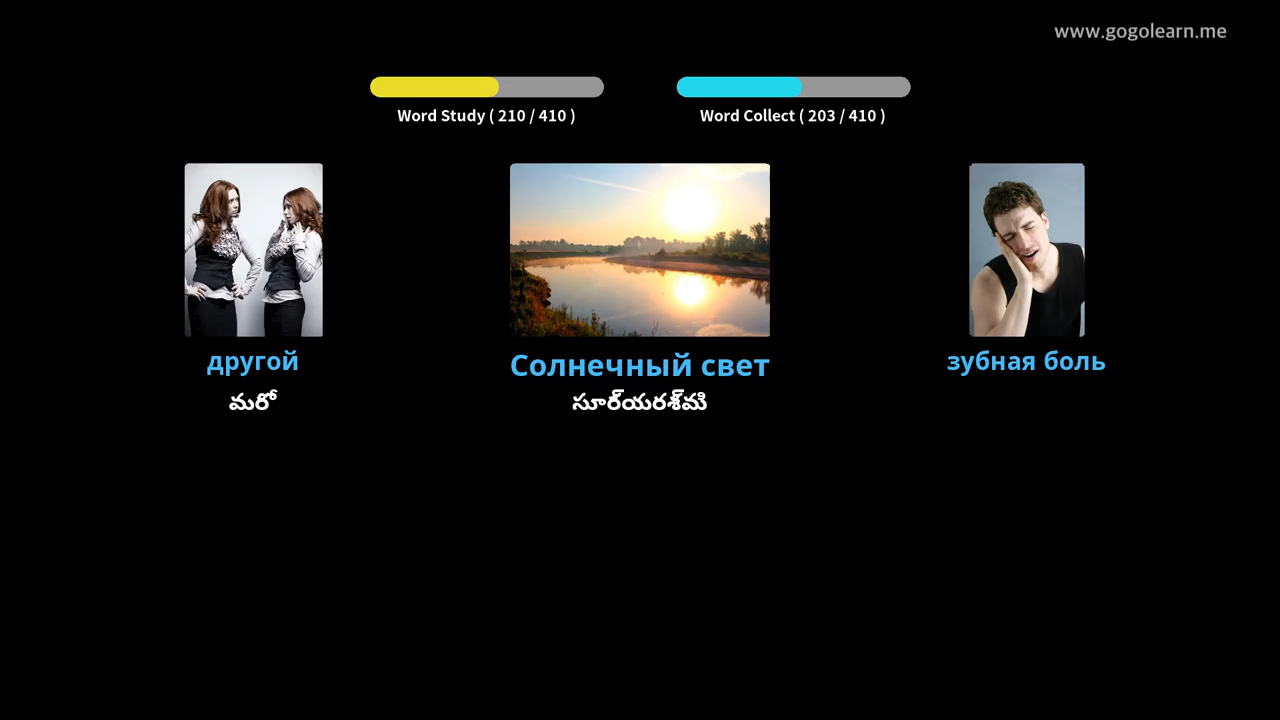 www.gogolearn.me
Word Study ( 210 / 410 )
Word Collect ( 203 / 410 )
другой
Солнечный свет
зубная боль
మరో
సూర్‌యరశ్‌మి